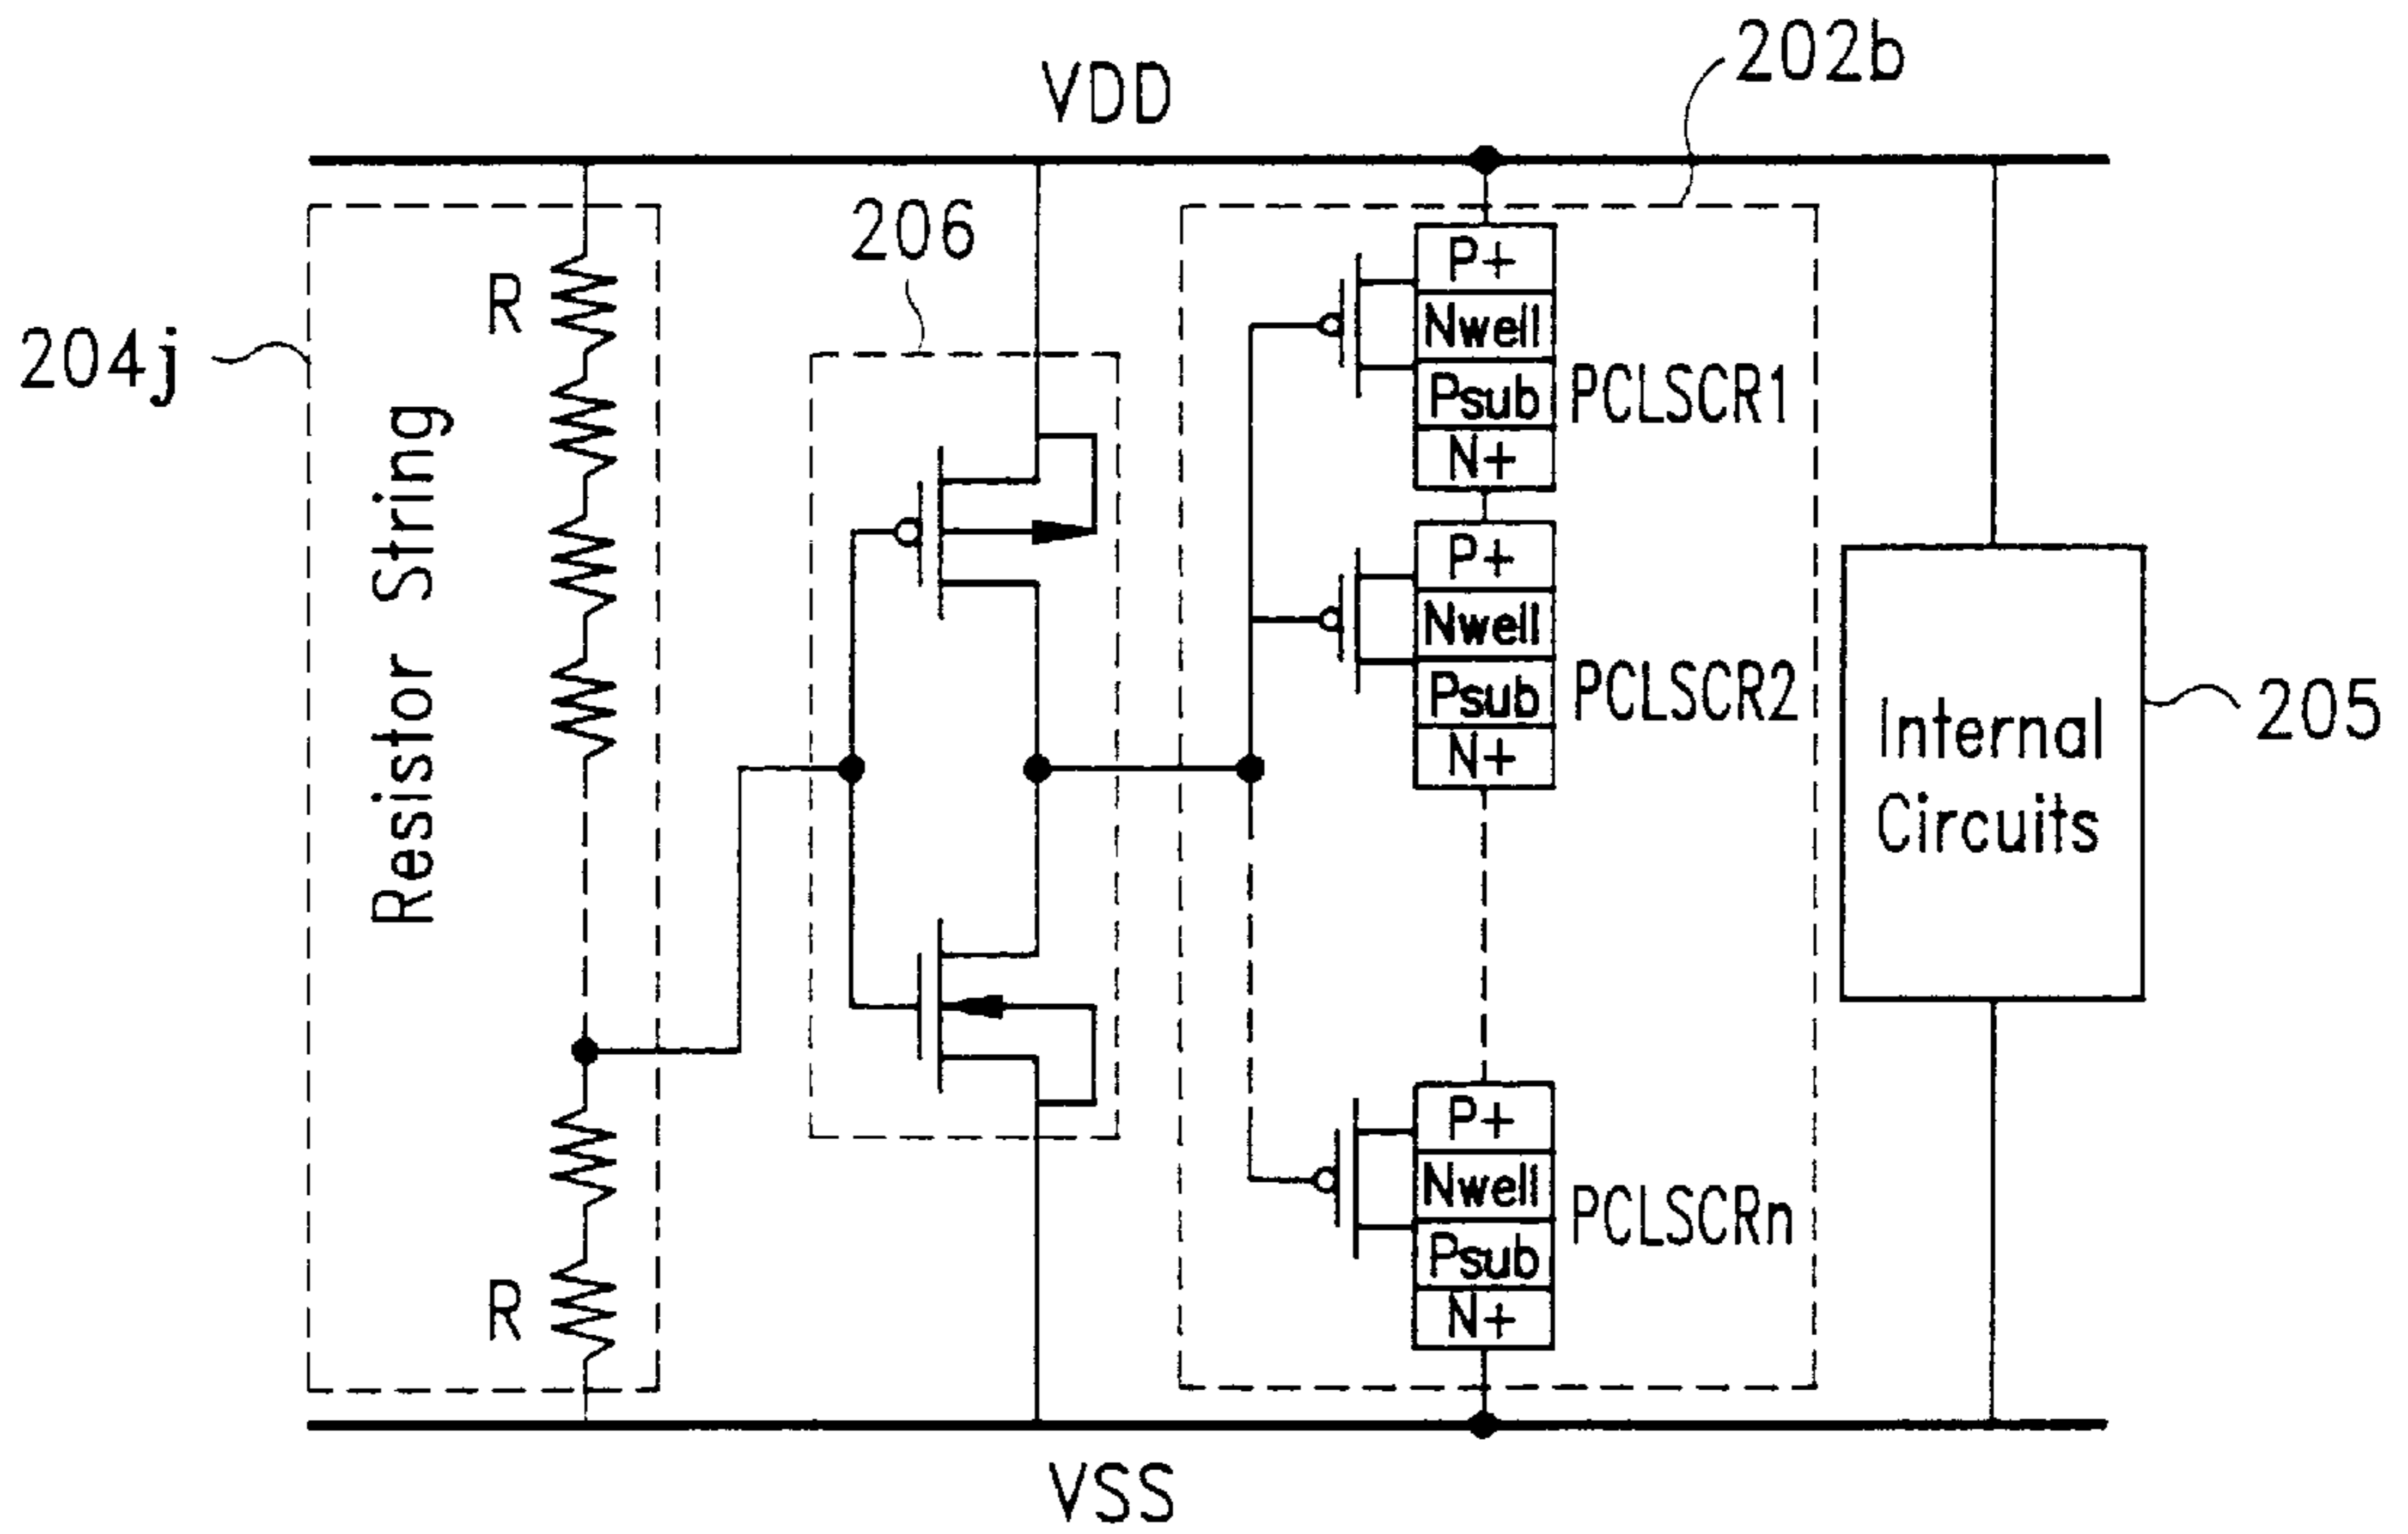 202b
VDD
206
204j
R
Resistor String
R
P+
Nwell
Psub
N+
PCLSCR1
P+
Nwell
Psub
N+
PCLSCR2
P+
Nwell
Psub
N+
PCLSCRn
Internal
Circuits
205
VSS